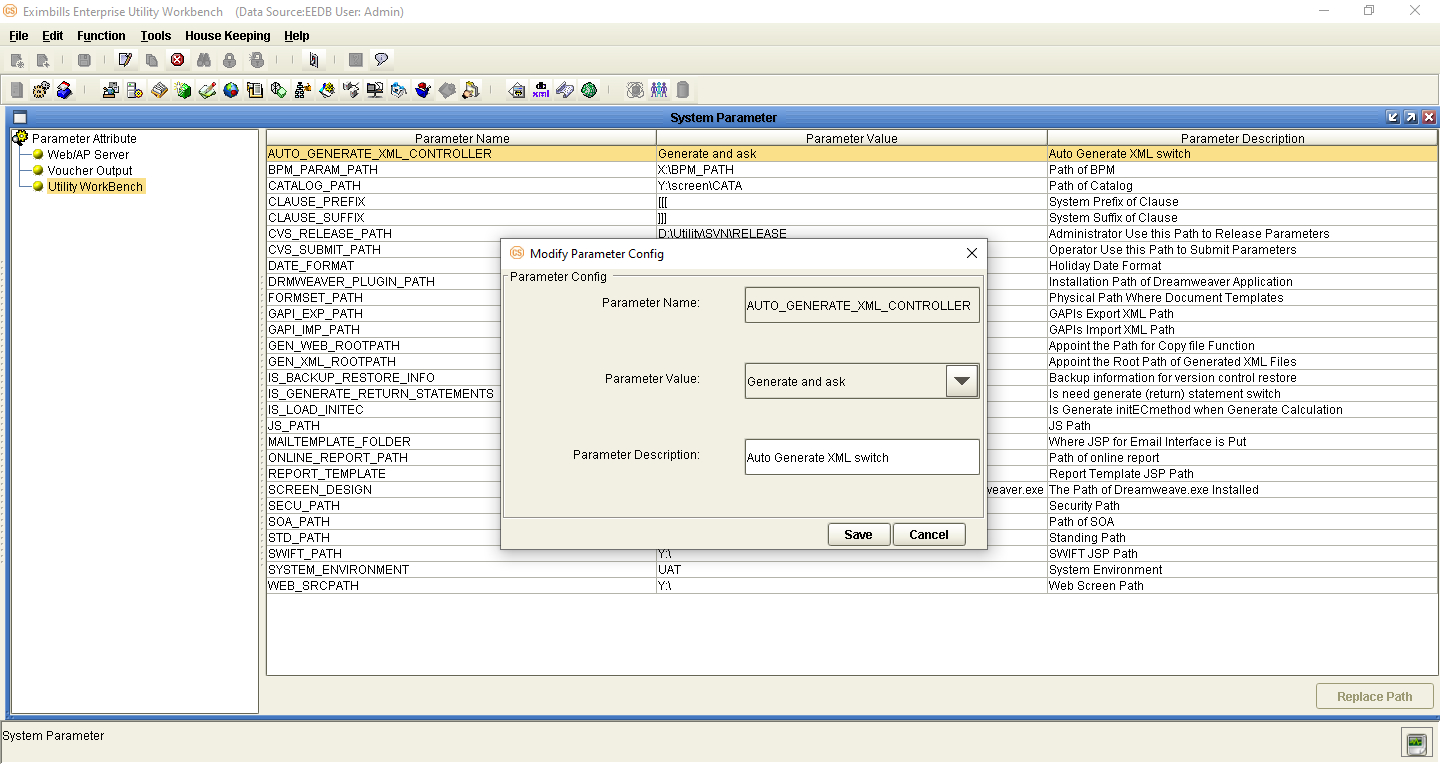 Eximbills Enterprise Utility Workbench (Data Source:EEDB User: Admin)
File Edit Function Tools House Keeping Help
System Parameter
Parameter Attribute
Web/AP Server
Voucher Output
Utility WorkBench
Parameter Name Parameter Value Parameter Description
AUTO_GENERATE_XML_CONTROLLER Generate and ask Auto Generate XML switch
BPM_PARAM_PATH X:\BPM_PATH Path of BPM
CATALOG_PATH Y:\screen\CATA Path of Catalog
CLAUSE_PREFIX [[[ System Prefix of Clause
CLAUSE_SUFFIX ]]] System Suffix of Clause
CVS_RELEASE_PATH D:\Utility\SVN\RELEASE Administrator Use this Path to Release Parameters
CVS_SUBMIT_PATH Operator Use this Path to Submit Parameters
DATE_FORMAT Holiday Date Format
DRMWEAVER_PLUGIN_PATH Installation Path of Dreamweaver Application
FORMSET_PATH Physical Path Where Document Templates
GAPI_EXP_PATH GAPIs Export XML Path
GAPI_IMP_PATH GAPIs Import XML Path
GEN_WEB_ROOTPATH Appoint the Path for Copy file Function
GEN_XML_ROOTPATH Appoint the Root Path of Generated XML Files
IS_BACKUP_RESTORE_INFO Backup information for version control restore
IS_GENERATE_RETURN_STATEMENTS Is need generate (return) statement switch
IS_LOAD_INITEC Is Generate initECmethod when Generate Calculation
JS_PATH JS Path
MAILTEMPLATE_FOLDER Where JSP for Email Interface is Put
ONLINE_REPORT_PATH Path of online report
REPORT_TEMPLATE Report Template JSP Path
SCREEN_DESIGN weaver.exe The Path of Dreamweave.exe Installed
SECU_PATH Security Path
SOA_PATH Path of SOA
STD_PATH Standing Path
SWIFT_PATH Y:\ SWIFT JSP Path
SYSTEM_ENVIRONMENT UAT System Environment
WEB_SRCPATH Y:\ Web Screen Path
CS Modify Parameter Config
Parameter Config
Parameter Name: AUTO_GENERATE_XML_CONTROLLER
Parameter Value: Generate and ask
Parameter Description: Auto Generate XML switch
Save Cancel
Replace Path
System Parameter